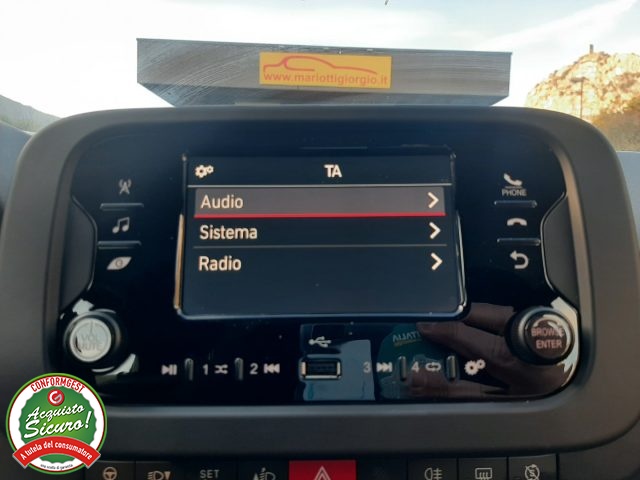 www.mariottigiorgio.it
TA
Audio
Sistema
Radio
PHONE
BROWSE
ENTER
1
2
3
4
SET
CONFORMGEST
Acquisto
Sicuro!
A tutela del consumatore